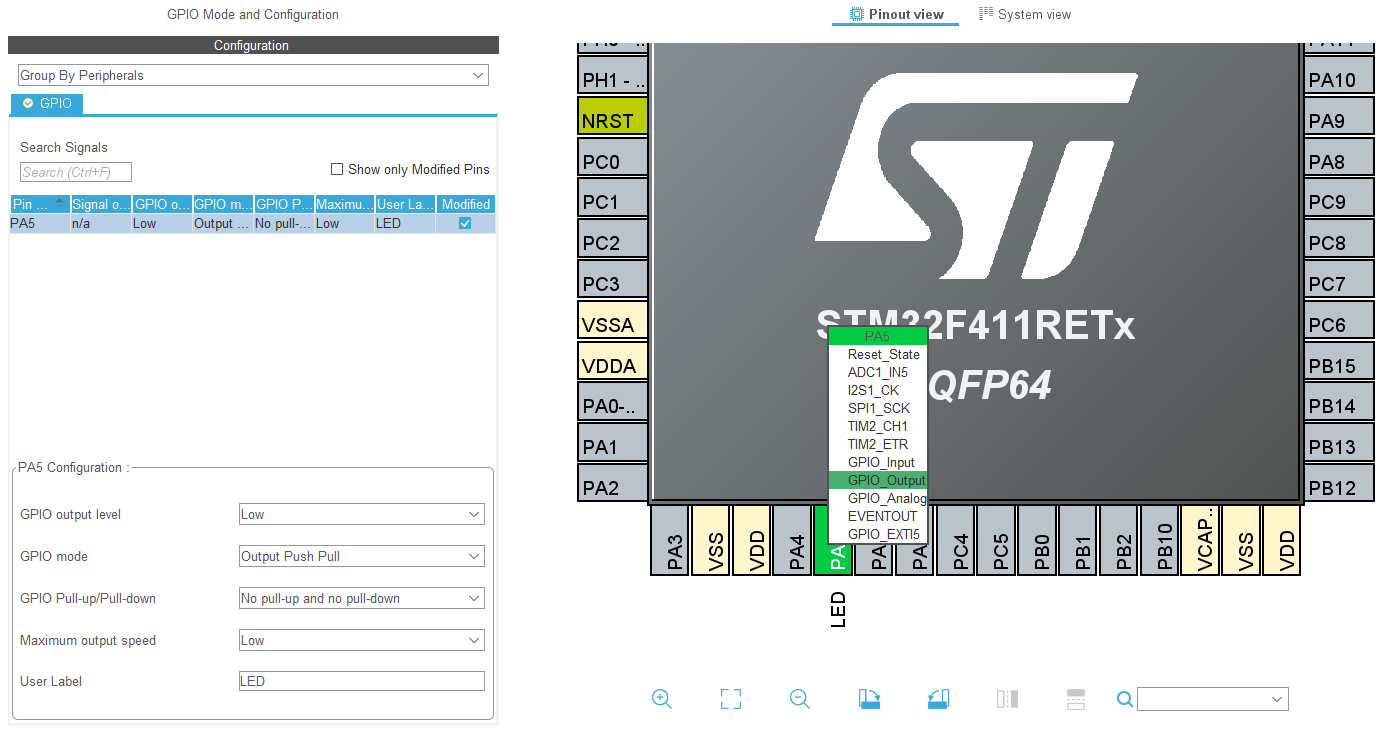 GPIO Mode and Configuration
Configuration
Group By Peripherals
GPIO
Search Signals
Search (Ctrl+F)
Show only Modified Pins
Pin ... Signal o... GPIO o... GPIO m... GPIO P... Maximu... User La... Modified
PA5 n/a Low Output ... No pull-... Low LED
PA5 Configuration :
GPIO output level Low
GPIO mode Output Push Pull
GPIO Pull-up/Pull-down No pull-up and no pull-down
Maximum output speed Low
User Label LED
Pinout view System view
PH1 - ..
NRST
PC0
PC1
PC2
PC3
VSSA
VDDA
PA0-..
PA1
PA2
STM32F411RETx
QFP64
PA5
Reset_State
ADC1_IN5
I2S1_CK
SPI1_SCK
TIM2_CH1
TIM2_ETR
GPIO_Input
GPIO_Output
GPIO_Analog
EVENTOUT
GPIO_EXTI5
PA10
PA9
PA8
PC9
PC8
PC7
PC6
PB15
PB14
PB13
PB12
PA3
VSS
VDD
PA4
PA
PA
PA
PC4
PC5
PB0
PB1
PB2
PB10
VCAP..
VSS
VDD
LED